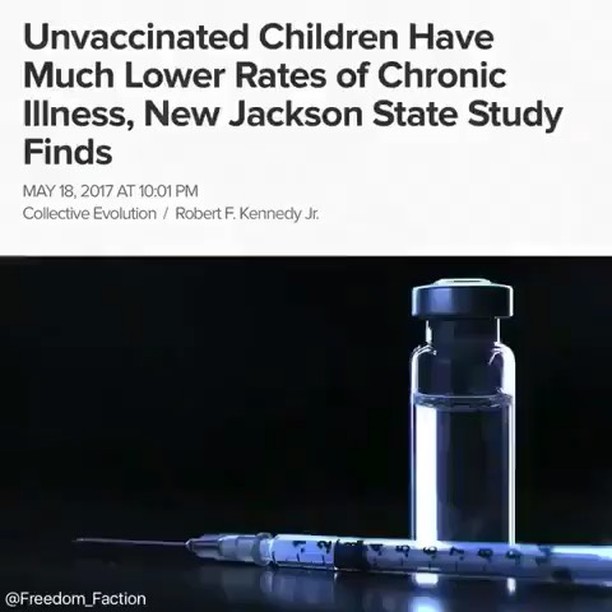 Unvaccinated Children Have
Much Lower Rates of Chronic
Illness, New Jackson State Study
Finds
MAY 18, 2017 AT 10:01 PM
Collective Evolution / Robert F. Kennedy Jr.
@Freedom_Faction